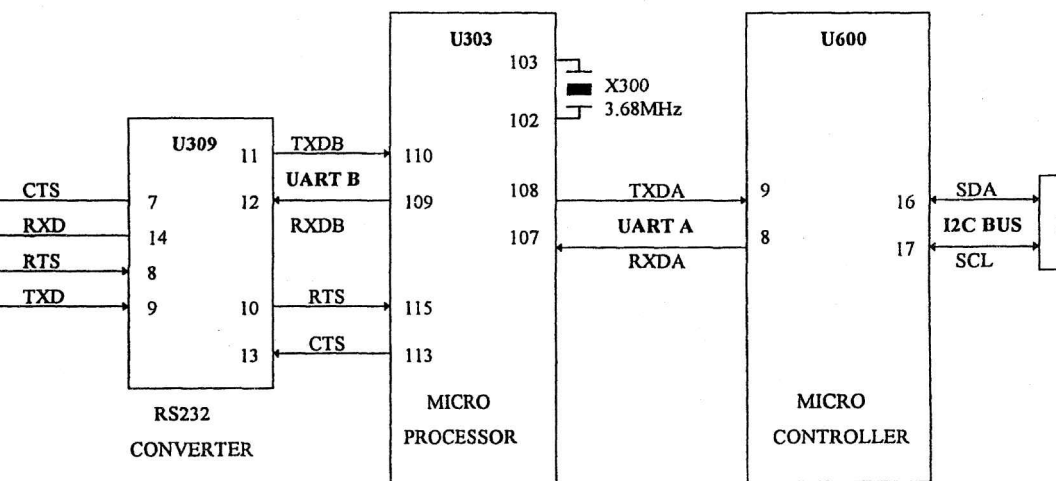 U303
U600
103
X300
3.68MHz
102
U309
11
TXDB
110
UART B
12
109
RXDB
CTS
7
RXD
14
RTS
8
TXD
9
10
RTS
115
13
CTS
113
108
TXDA
9
107
UART A
8
RXDA
16
SDA
I2C BUS
17
SCL
RS232
CONVERTER
MICRO
PROCESSOR
MICRO
CONTROLLER